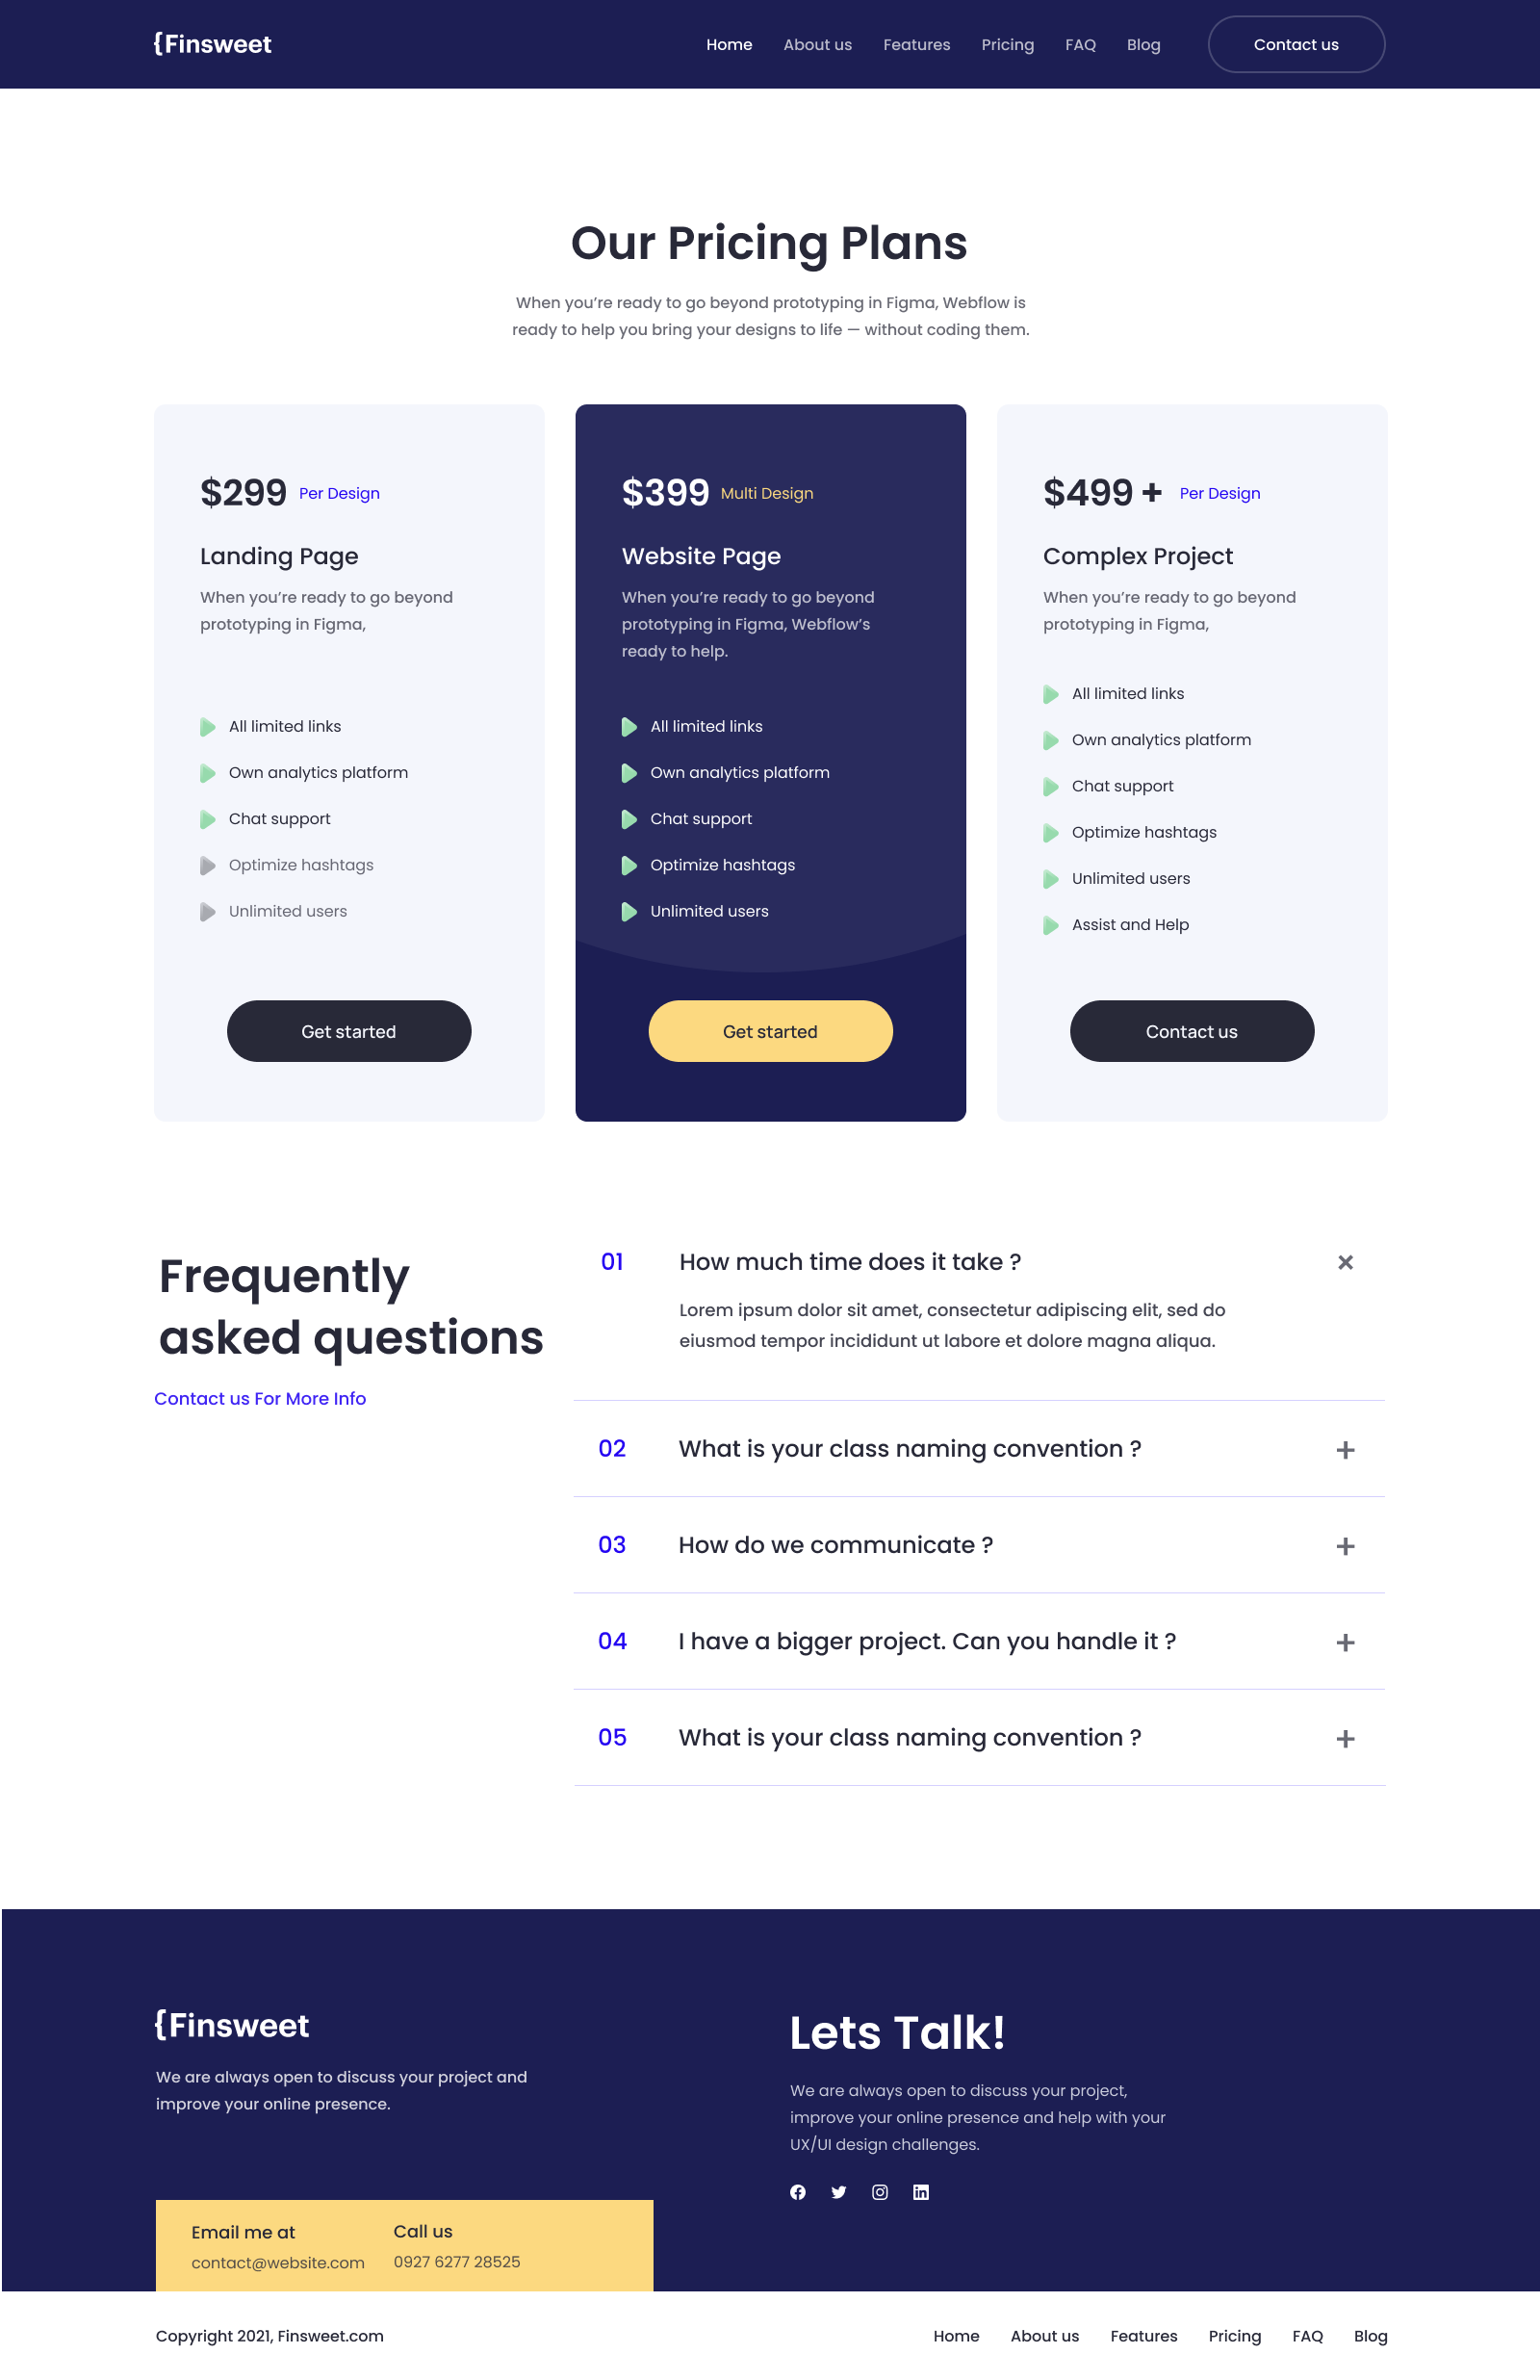 {Finsweet
Home About us Features Pricing FAQ Blog Contact us
Our Pricing Plans
When you’re ready to go beyond prototyping in Figma, Webflow is
ready to help you bring your designs to life — without coding them.
$299 Per Design
Landing Page
When you’re ready to go beyond
prototyping in Figma,
All limited links
Own analytics platform
Chat support
Optimize hashtags
Unlimited users
Get started
$399 Multi Design
Website Page
When you’re ready to go beyond
prototyping in Figma, Webflow’s
ready to help.
All limited links
Own analytics platform
Chat support
Optimize hashtags
Unlimited users
Get started
$499 + Per Design
Complex Project
When you’re ready to go beyond
prototyping in Figma,
All limited links
Own analytics platform
Chat support
Optimize hashtags
Unlimited users
Assist and Help
Contact us
Frequently
asked questions
Contact us For More Info
01 How much time does it take ?
Lorem ipsum dolor sit amet, consectetur adipiscing elit, sed do
eiusmod tempor incididunt ut labore et dolore magna aliqua.
02 What is your class naming convention ?
03 How do we communicate ?
04 I have a bigger project. Can you handle it ?
05 What is your class naming convention ?
{Finsweet
We are always open to discuss your project and
improve your online presence.
Email me at
contact@website.com
Call us
0927 6277 28525
Lets Talk!
We are always open to discuss your project,
improve your online presence and help with your
UX/UI design challenges.
Copyright 2021, Finsweet.com
Home About us Features Pricing FAQ Blog